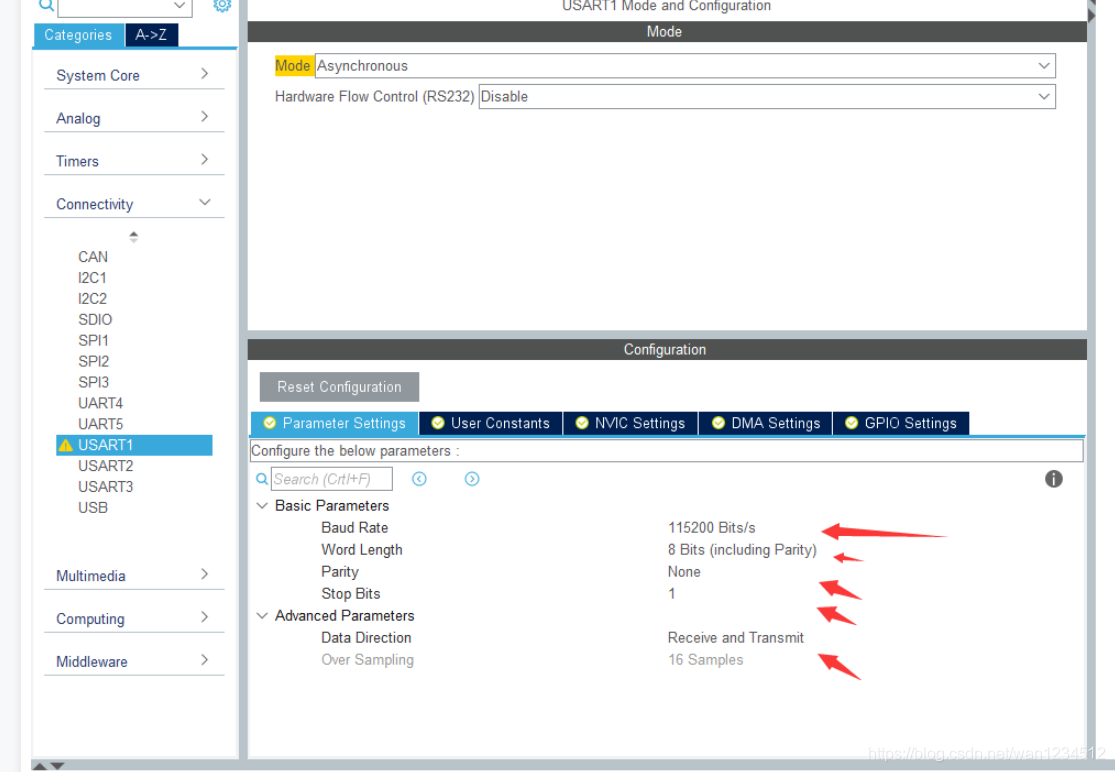 USART1 Mode and Configuration
Categories A->Z
System Core
Analog
Timers
Connectivity
CAN
I2C1
I2C2
SDIO
SPI1
SPI2
SPI3
UART4
UART5
USART1
USART2
USART3
USB
Multimedia
Computing
Middleware
Mode
Mode Asynchronous
Hardware Flow Control (RS232) Disable
Configuration
Reset Configuration
Parameter Settings User Constants NVIC Settings DMA Settings GPIO Settings
Configure the below parameters :
Search (Crtl+F)
Basic Parameters
Baud Rate 115200 Bits/s
Word Length 8 Bits (including Parity)
Parity None
Stop Bits 1
Advanced Parameters
Data Direction Receive and Transmit
Over Sampling 16 Samples
https://blog.csdn.net/wan1234512